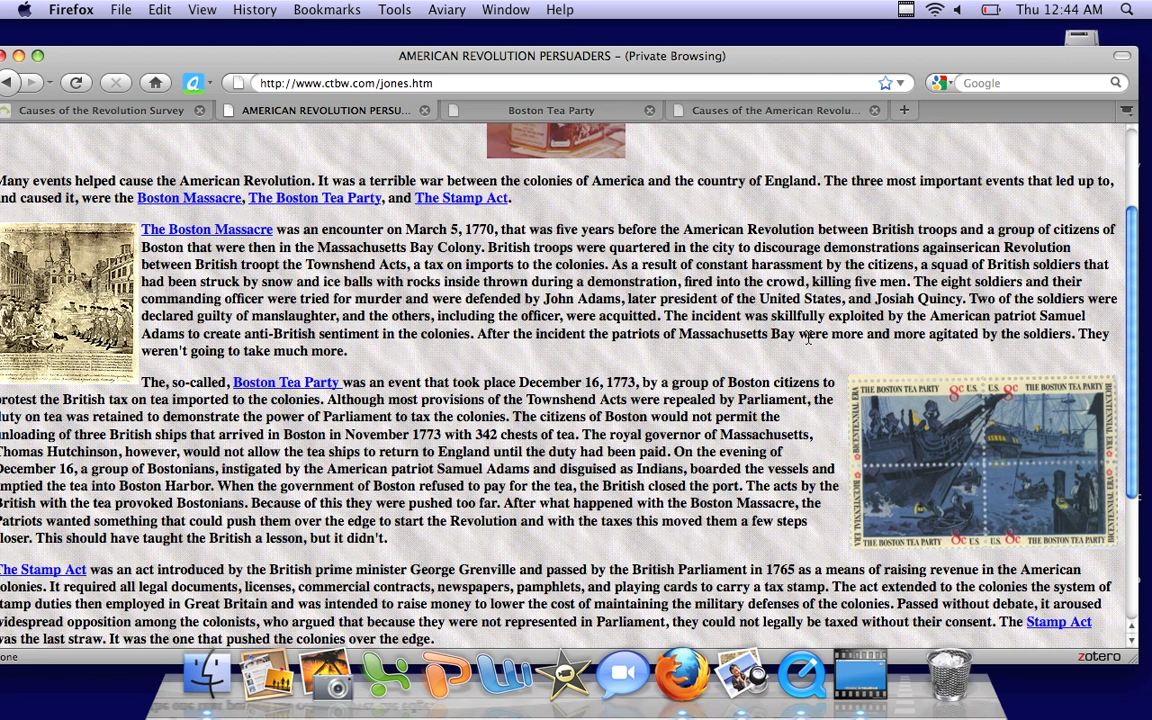 Firefox File Edit View History Bookmarks Tools Aviary Window Help Thu 12:44 AM
AMERICAN REVOLUTION PERSUADERS – (Private Browsing)
http://www.ctbw.com/jones.htm Google
Causes of the Revolution Survey AMERICAN REVOLUTION PERSU... Boston Tea Party Causes of the American Revolu...
Many events helped cause the American Revolution. It was a terrible war between the colonies of America and the country of England. The three most important events that led up to,
and caused it, were the Boston Massacre, The Boston Tea Party, and The Stamp Act.
The Boston Massacre was an encounter on March 5, 1770, that was five years before the American Revolution between British troops and a group of citizens of
Boston that were then in the Massachusetts Bay Colony. British troops were quartered in the city to discourage demonstrations againserican Revolution
between British troopt the Townshend Acts, a tax on imports to the colonies. As a result of constant harassment by the citizens, a squad of British soldiers that
had been struck by snow and ice balls with rocks inside thrown during a demonstration, fired into the crowd, killing five men. The eight soldiers and their
commanding officer were tried for murder and were defended by John Adams, later president of the United States, and Josiah Quincy. Two of the soldiers were
declared guilty of manslaughter, and the others, including the officer, were acquitted. The incident was skillfully exploited by the American patriot Samuel
Adams to create anti-British sentiment in the colonies. After the incident the patriots of Massachusetts Bay were more and more agitated by the soldiers. They
weren't going to take much more.
The, so-called, Boston Tea Party was an event that took place December 16, 1773, by a group of Boston citizens to
protest the British tax on tea imported to the colonies. Although most provisions of the Townshend Acts were repealed by Parliament, the
duty on tea was retained to demonstrate the power of Parliament to tax the colonies. The citizens of Boston would not permit the
unloading of three British ships that arrived in Boston in November 1773 with 342 chests of tea. The royal governor of Massachusetts,
Thomas Hutchinson, however, would not allow the tea ships to return to England until the duty had been paid. On the evening of
December 16, a group of Bostonians, instigated by the American patriot Samuel Adams and disguised as Indians, boarded the vessels and
emptied the tea into Boston Harbor. When the government of Boston refused to pay for the tea, the British closed the port. The acts by the
British with the tea provoked Bostonians. Because of this they were pushed too far. After what happened with the Boston Massacre, the
Patriots wanted something that could push them over the edge to start the Revolution and with the taxes this moved them a few steps
closer. This should have taught the British a lesson, but it didn't.
THE BOSTON TEA PARTY 8c U.S. U.S. 8c THE BOSTON TEA PARTY
BICENTENNIAL ERA
BICENTENNIAL ERA
THE BOSTON TEA PARTY 8c U.S. U.S. 8c THE BOSTON TEA PARTY
The Stamp Act was an act introduced by the British prime minister George Grenville and passed by the British Parliament in 1765 as a means of raising revenue in the American
colonies. It required all legal documents, licenses, commercial contracts, newspapers, pamphlets, and playing cards to carry a tax stamp. The act extended to the colonies the system of
stamp duties then employed in Great Britain and was intended to raise money to lower the cost of maintaining the military defenses of the colonies. Passed without debate, it aroused
widespread opposition among the colonists, who argued that because they were not represented in Parliament, they could not legally be taxed without their consent. The Stamp Act
was the last straw. It was the one that pushed the colonies over the edge.
one zotero